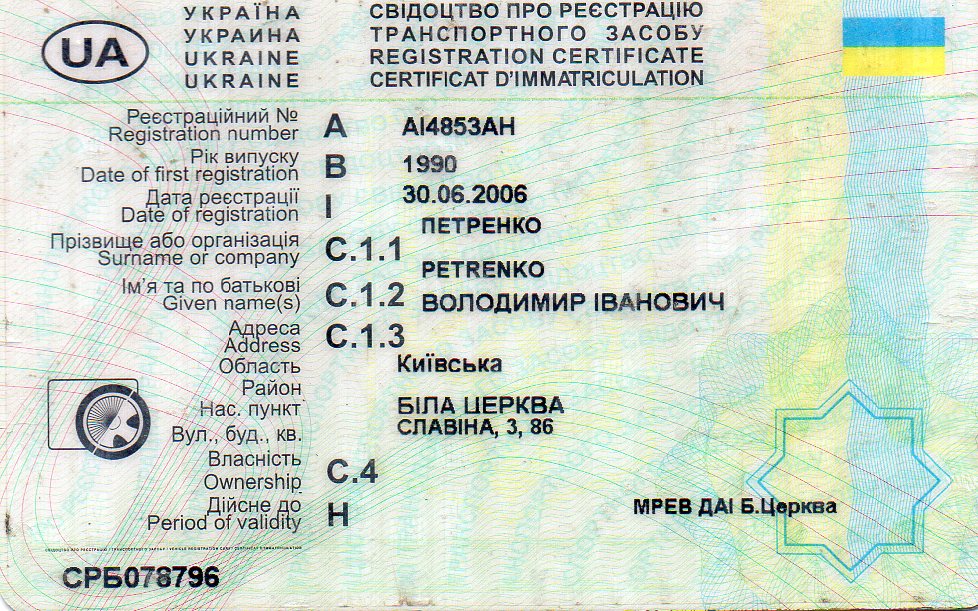 UA
УКРАЇНА
УКРАИНА
UKRAINE
UKRAINE
СВІДОЦТВО ПРО РЕЄСТРАЦІЮ
ТРАНСПОРТНОГО ЗАСОБУ
REGISTRATION CERTIFICATE
CERTIFICAT D'IMMATRICULATION
Реєстраційний №
Registration number A АІ4853АН
Рік випуску
Date of first registration B 1990
Дата реєстрації
Date of registration I 30.06.2006
Прізвище або організація
Surname or company C.1.1 ПЕТРЕНКО
PETRENKO
Ім'я та по батькові
Given name(s) C.1.2 ВОЛОДИМИР ІВАНОВИЧ
Адреса
Address C.1.3
Область Київська
Район
Нас. пункт БІЛА ЦЕРКВА
Вул., буд., кв. СЛАВІНА, 3, 86
Власність
Ownership C.4
Дійсне до
Period of validity H
МРЕВ ДАІ Б.Церква
СРБ078796